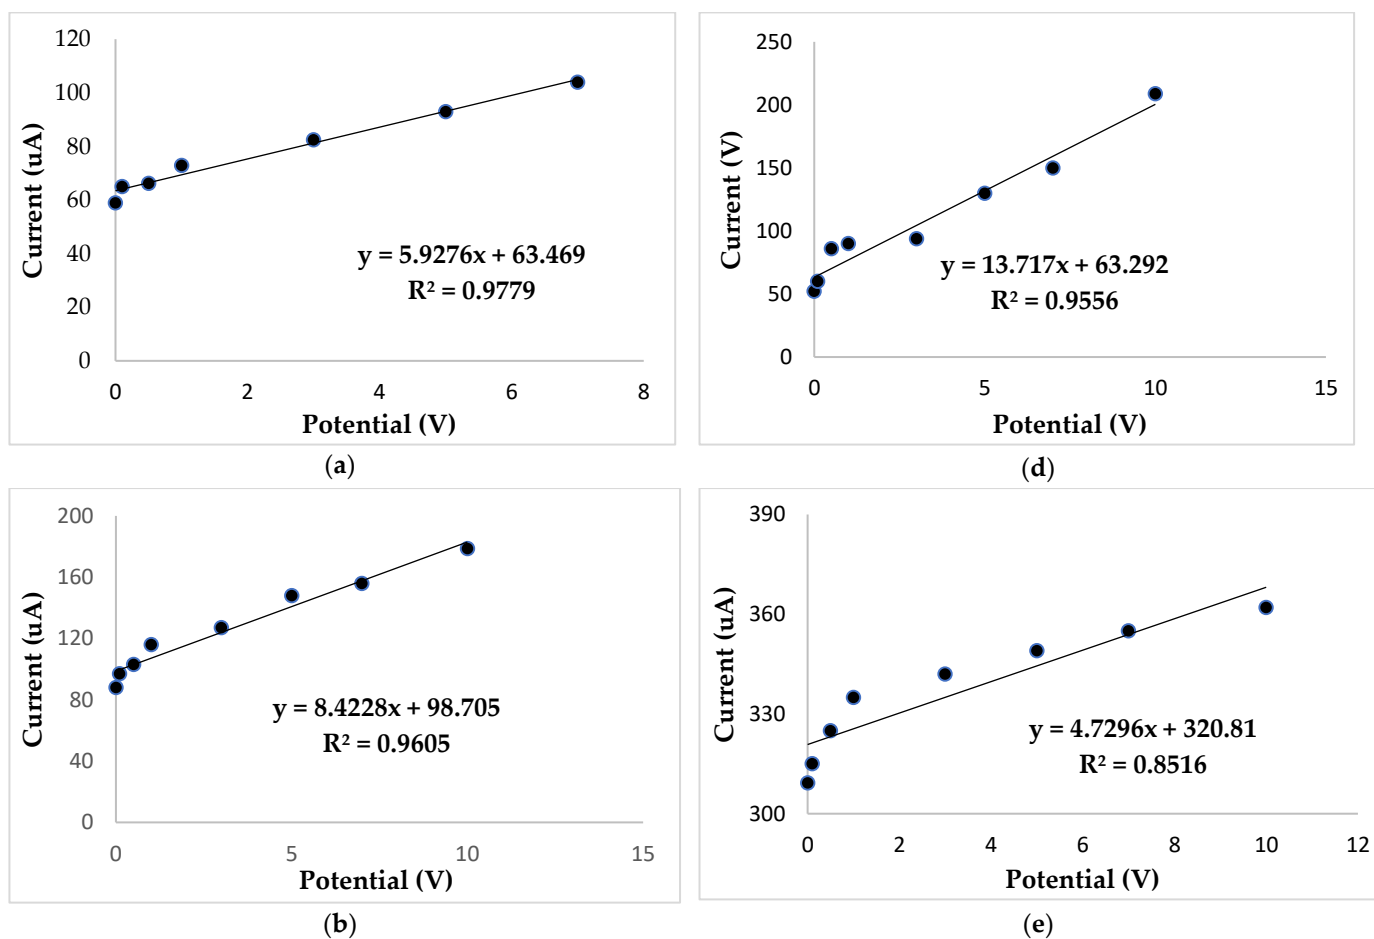 120
100
80
60
40
20
0
Current (uA)
y = 5.9276x + 63.469
R² = 0.9779
0 2 4 6 8
Potential (V)
(a)
250
200
150
100
50
0
Current (V)
y = 13.717x + 63.292
R² = 0.9556
0 5 10 15
Potential (V)
(d)
200
160
120
80
40
0
Current (uA)
y = 8.4228x + 98.705
R² = 0.9605
0 5 10 15
Potential (V)
(b)
390
360
330
300
Current (uA)
y = 4.7296x + 320.81
R² = 0.8516
0 2 4 6 8 10 12
Potential (V)
(e)